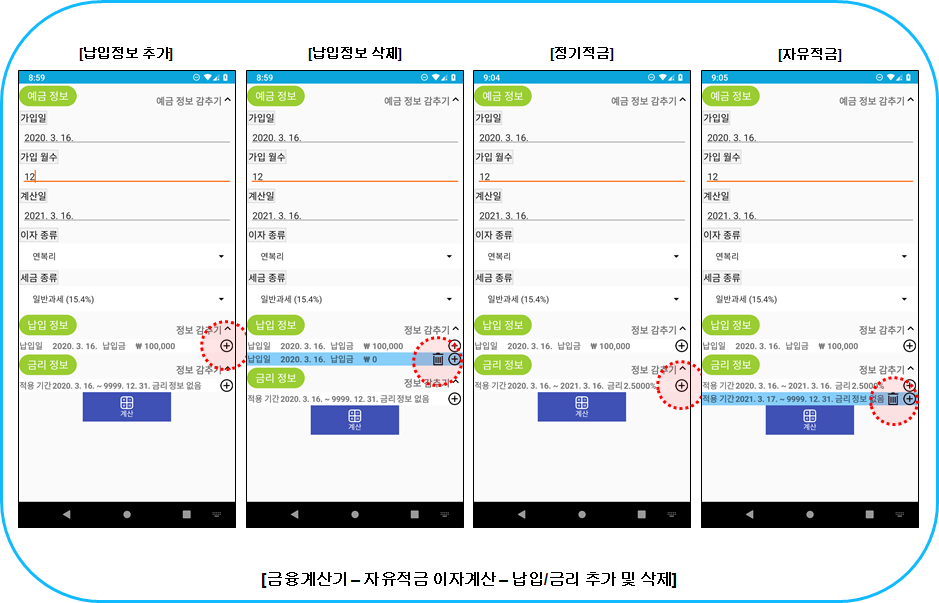 [납입정보 추가]
8:59
예금 정보
예금 정보 감추기
가입일
2020. 3. 16.
가입 월수
12
계산일
2021. 3. 16.
이자 종류
연복리
세금 종류
일반과세 (15.4%)
납입 정보
정보 감추기
납입일 2020. 3. 16. 납입금 ₩ 100,000
금리 정보
정보 감추기
적용 기간 2020. 3. 16. ~ 9999. 12. 31. 금리 정보 없음
계산
[납입정보 삭제]
8:59
예금 정보
예금 정보 감추기
가입일
2020. 3. 16.
가입 월수
12
계산일
2021. 3. 16.
이자 종류
연복리
세금 종류
일반과세 (15.4%)
납입 정보
정보 감추기
납입일 2020. 3. 16. 납입금 ₩ 100,000
납입일 2020. 3. 16. 납입금 ₩ 0
금리 정보
정보 감추기
적용 기간 2020. 3. 16. ~ 9999. 12. 31. 금리 정보 없음
계산
[정기적금]
9:04
예금 정보
예금 정보 감추기
가입일
2020. 3. 16.
가입 월수
12
계산일
2021. 3. 16.
이자 종류
연복리
세금 종류
일반과세 (15.4%)
납입 정보
정보 감추기
납입일 2020. 3. 16. 납입금 ₩ 100,000
금리 정보
정보 감추기
적용 기간 2020. 3. 16. ~ 2021. 3. 16. 금리 2.5000%
계산
[자유적금]
9:05
예금 정보
예금 정보 감추기
가입일
2020. 3. 16.
가입 월수
12
계산일
2021. 3. 16.
이자 종류
연복리
세금 종류
일반과세 (15.4%)
납입 정보
정보 감추기
납입일 2020. 3. 16. 납입금 ₩ 100,000
금리 정보
정보 감추기
적용 기간 2020. 3. 16. ~ 2021. 3. 16. 금리 2.5000%
적용 기간 2021. 3. 17. ~ 9999. 12. 31. 금리 정보 없음
계산
[금융계산기 – 자유적금 이자계산 – 납입/금리 추가 및 삭제]